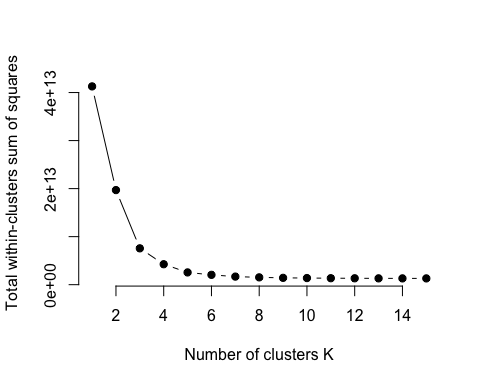 Total within-clusters sum of squares
4e+13
2e+13
0e+00
2 4 6 8 10 12 14
Number of clusters K